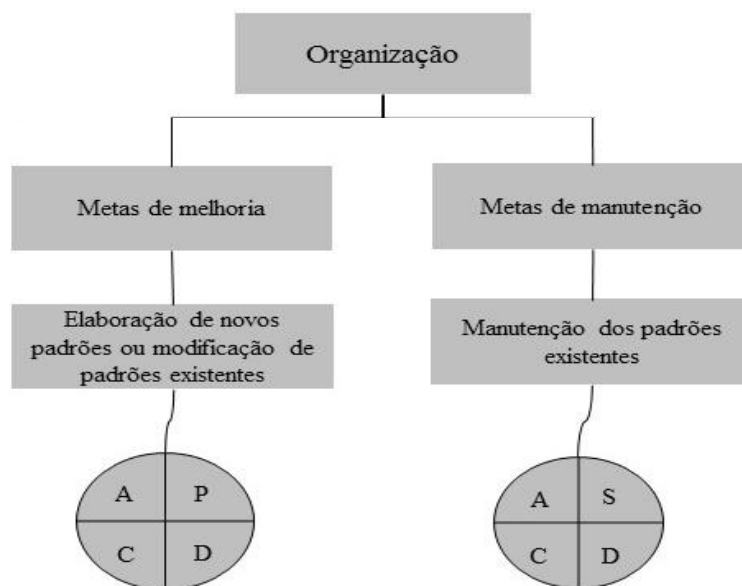 Organização
Metas de melhoria
Metas de manutenção
Elaboração de novos
padrões ou modificação de
padrões existentes
Manutenção dos padrões
existentes
A P
C D
A S
C D